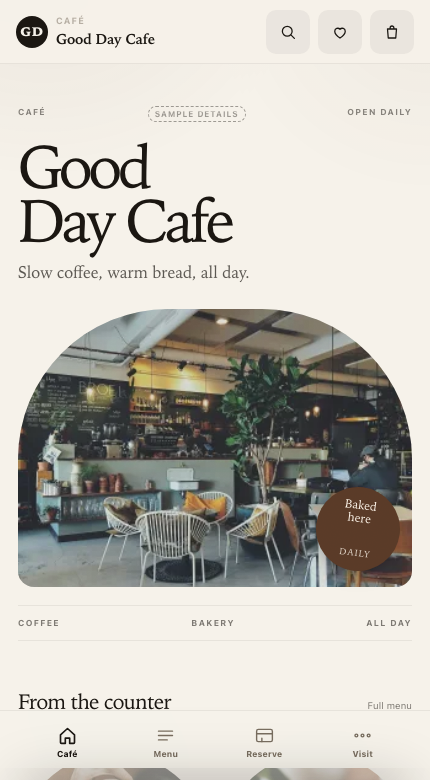 GD
CAFÉ
Good Day Cafe
CAFÉ
SAMPLE DETAILS
OPEN DAILY
Good
Day Cafe
Slow coffee, warm bread, all day.
Baked
here
DAILY
COFFEE
BAKERY
ALL DAY
From the counter
Full menu
Café
Menu
Reserve
Visit